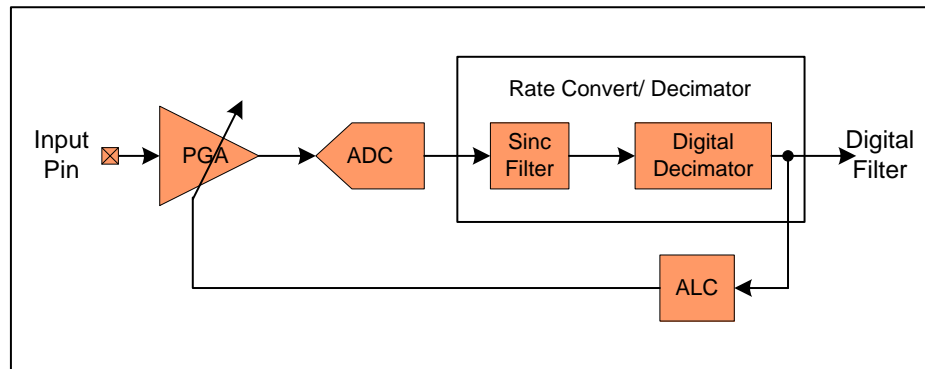 Rate Convert/ Decimator
Input
Pin
PGA
ADC
Sinc
Filter
Digital
Decimator
Digital
Filter
ALC